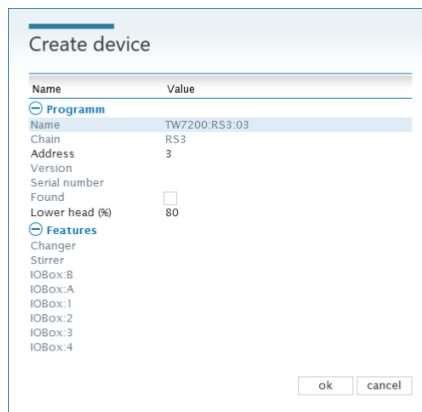 Create device
Name Value
Programm
Name TW7200:RS3:03
Chain RS3
Address 3
Version
Serial number
Found
Lower head (%) 80
Features
Changer
Stirrer
IOBox:B
IOBox:A
IOBox:1
IOBox:2
IOBox:3
IOBox:4
ok cancel